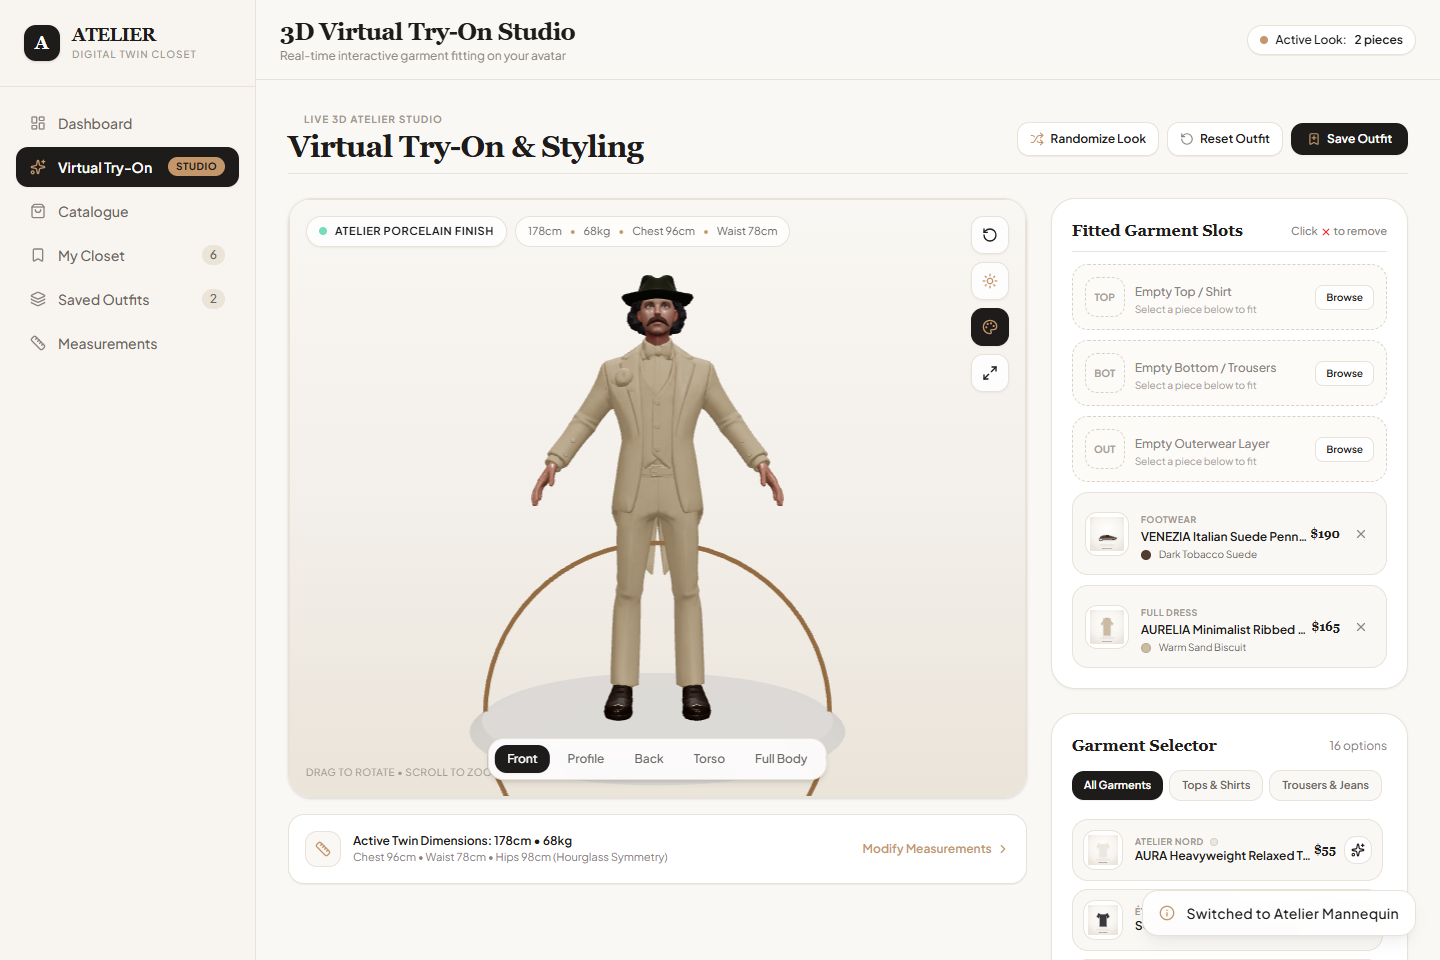 A
ATELIER
DIGITAL TWIN CLOSET
Dashboard
Virtual Try-On
STUDIO
Catalogue
My Closet
6
Saved Outfits
2
Measurements
3D Virtual Try-On Studio
Real-time interactive garment fitting on your avatar
Active Look: 2 pieces
LIVE 3D ATELIER STUDIO
Virtual Try-On & Styling
Randomize Look
Reset Outfit
Save Outfit
ATELIER PORCELAIN FINISH
178cm • 68kg • Chest 96cm • Waist 78cm
DRAG TO ROTATE • SCROLL TO ZOO
Front
Profile
Back
Torso
Full Body
Active Twin Dimensions: 178cm • 68kg
Chest 96cm • Waist 78cm • Hips 98cm (Hourglass Symmetry)
Modify Measurements
Fitted Garment Slots
Click × to remove
TOP
Empty Top / Shirt
Select a piece below to fit
Browse
BOT
Empty Bottom / Trousers
Select a piece below to fit
Browse
OUT
Empty Outerwear Layer
Select a piece below to fit
Browse
FOOTWEAR
VENEZIA Italian Suede Penn... $190
Dark Tobacco Suede
FULL DRESS
AURELIA Minimalist Ribbed ... $165
Warm Sand Biscuit
Garment Selector
16 options
All Garments
Tops & Shirts
Trousers & Jeans
ATELIER NORD
AURA Heavyweight Relaxed T... $55
Switched to Atelier Mannequin